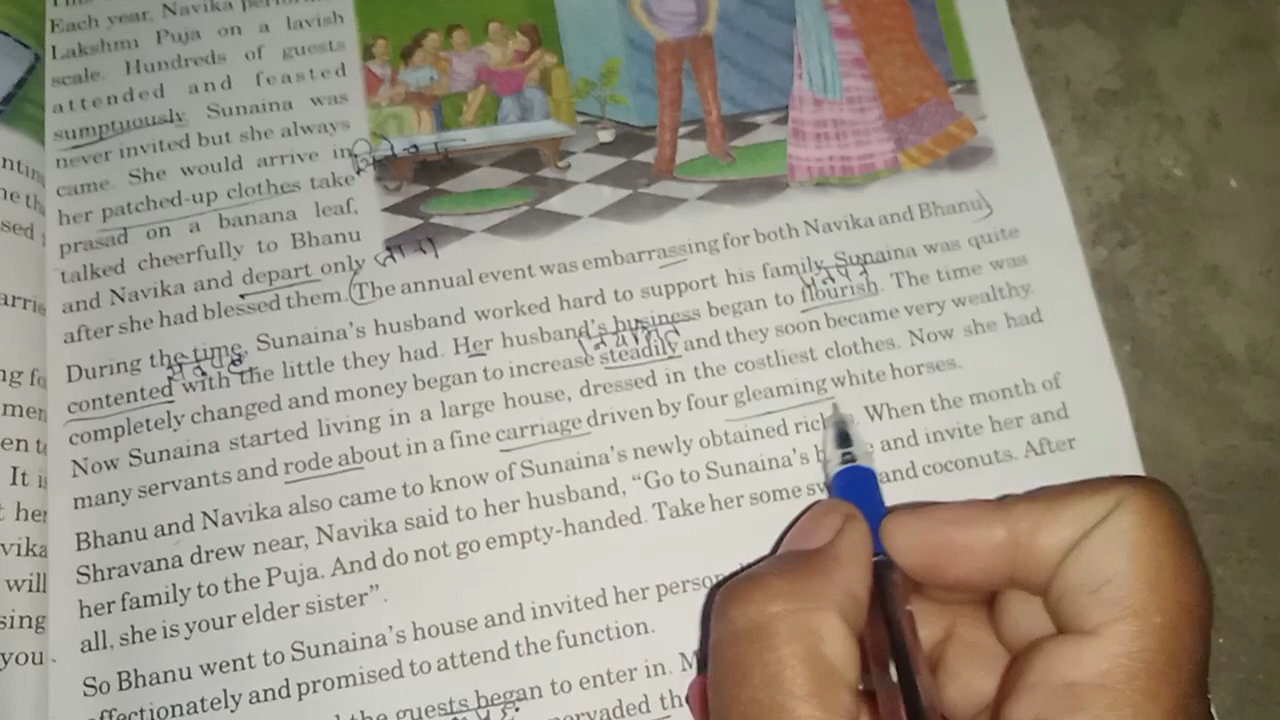 Each year, Navika
Lakshmi Puja on a lavish
scale. Hundreds of guests
attended and feasted
sumptuously. Sunaina was
never invited but she always
came. She would arrive in
her patched-up clothes take
prasad on a banana leaf,
talked cheerfully to Bhanu
and Navika and depart only
after she had blessed them. (The annual event was embarrassing for both Navika and Bhanu)
During the time, Sunaina's husband worked hard to support his family. Sunaina was quite
contented with the little they had. Her husband's business began to flourish. The time was
completely changed and money began to increase steadily and they soon became very wealthy.
Now Sunaina started living in a large house, dressed in the costliest clothes. Now she had
many servants and rode about in a fine carriage driven by four gleaming white horses.
Bhanu and Navika also came to know of Sunaina's newly obtained When the month of
Shravana drew near, Navika said to her husband, “Go to Sunaina's and invite her and
her family to the Puja. And do not go empty-handed. Take her some and coconuts. After
all, she is your elder sister”.
So Bhanu went to Sunaina's house and invited her
and promised to attend the function.
the guests began to enter in.